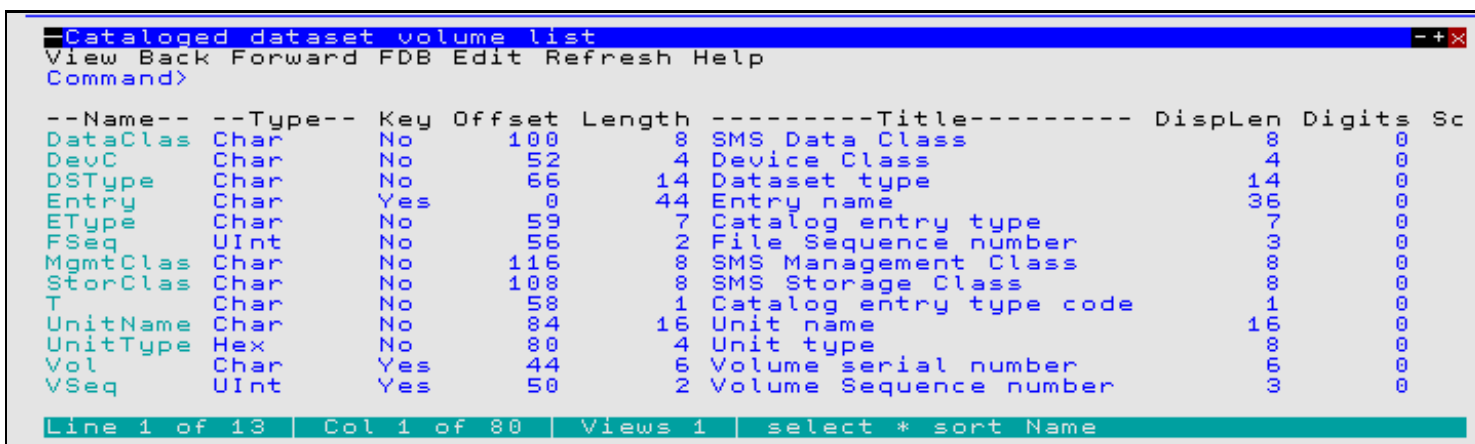 Cataloged dataset volume list - + x
View Back Forward FDB Edit Refresh Help
Command>
--Name-- --Type-- Key Offset Length ---------Title--------- DispLen Digits Sc
DataClas Char No 100 8 SMS Data Class 8 0
DevC Char No 52 4 Device Class 4 0
DSType Char No 66 14 Dataset type 14 0
Entry Char Yes 0 44 Entry name 36 0
EType Char No 59 7 Catalog entry type 7 0
FSeq UInt No 56 2 File Sequence number 3 0
MgmtClas Char No 116 8 SMS Management Class 8 0
StorClas Char No 108 8 SMS Storage Class 8 0
T Char No 58 1 Catalog entry type code 1 0
UnitName Char No 84 16 Unit name 16 0
UnitType Hex No 80 4 Unit type 8 0
Vol Char Yes 44 6 Volume serial number 6 0
VSeq UInt Yes 50 2 Volume Sequence number 3 0
Line 1 of 13 | Col 1 of 80 | Views 1 | select * sort Name